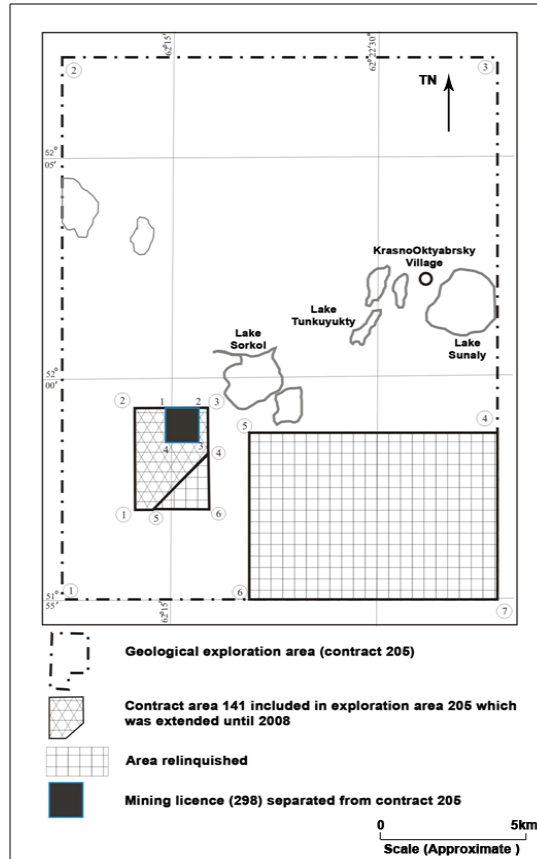 62°15'
62°22'30"
2
3
TN
52°
05'
KrasnoOktyabrsky
Village
Lake
Tunkuyukty
Lake
Sorkol
Lake
Sunaly
52°
00'
2
1
2
3
4
3
4
5
4
1
5
6
1
6
7
51°
55'
62°15'
Geological exploration area (contract 205)
Contract area 141 included in exploration area 205 which
was extended until 2008
Area relinquished
Mining licence (298) separated from contract 205
0
5km
Scale (Approximate )